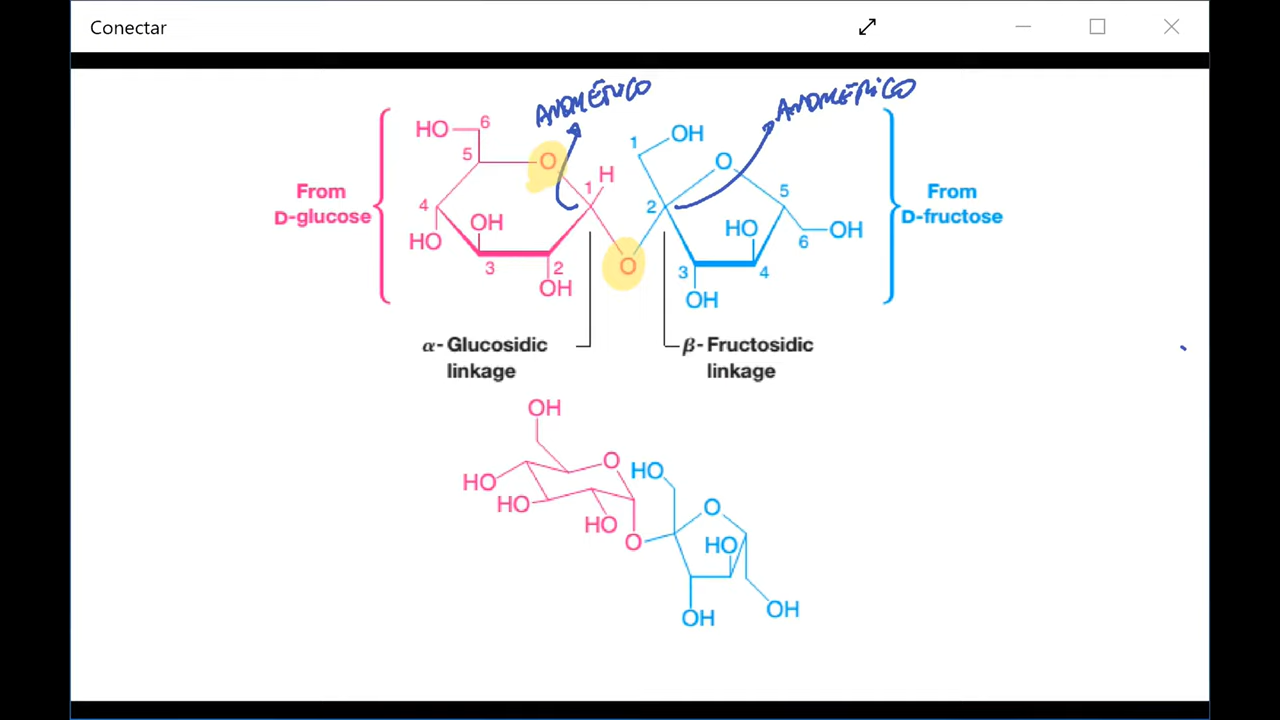 Conectar
ANOMÉRICO
ANOMÉRICO
HO
6
5
O
1
H
4
OH
HO
3
2
OH
From
D-glucose
O
1
OH
O
2
5
HO
OH
6
3
4
OH
From
D-fructose
α-Glucosidic
linkage
β-Fructosidic
linkage
OH
O
HO
HO
HO
HO
O
O
HO
OH
OH